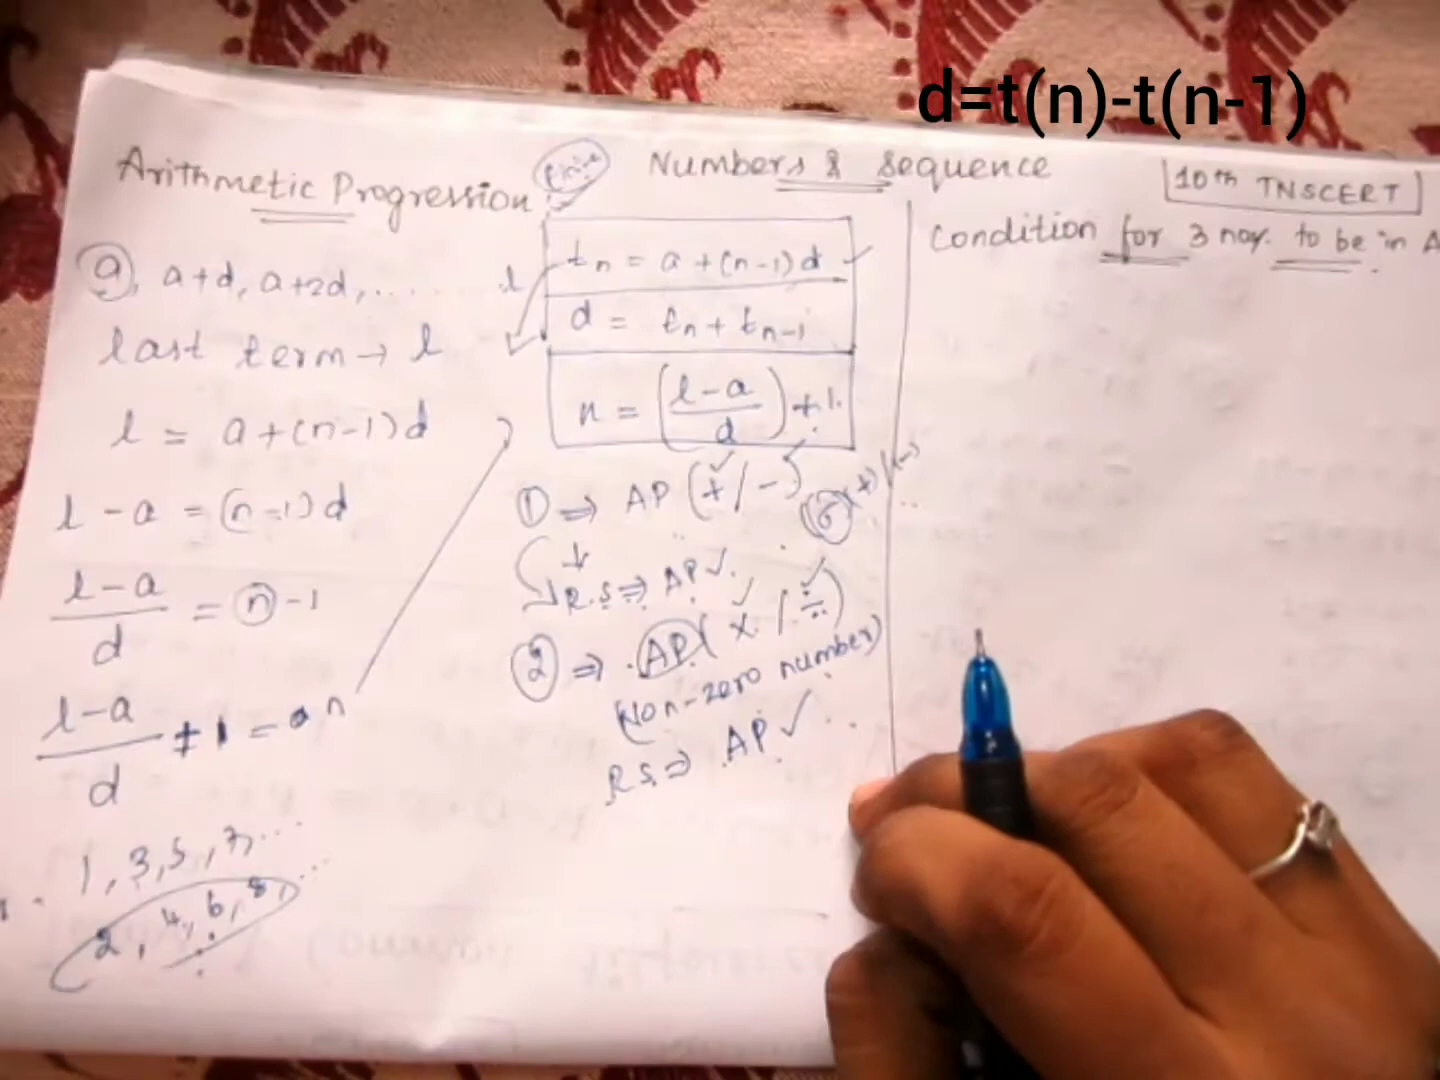 d=t(n)-t(n-1)
Arithmetic Progression
Numbers & sequence
10th TNSCERT
a, a+d, a+2d, ....... l
last term → l
l = a+(n-1)d
l - a = (n-1)d
l-a/d = n-1
l-a/d + 1 = n
1, 3, 5, 7, ...
2, 4, 6, 8, ...
tn = a+(n-1)d
d = tn + tn-1
n = (l-a/d)+1.
① ⇒ AP (+/-)
(+)/(-)
R.S ⇒ AP ✓.
② ⇒ AP (x / ÷)
(Non-zero number)
R.S ⇒ AP ✓
Condition for 3 nos. to be in A